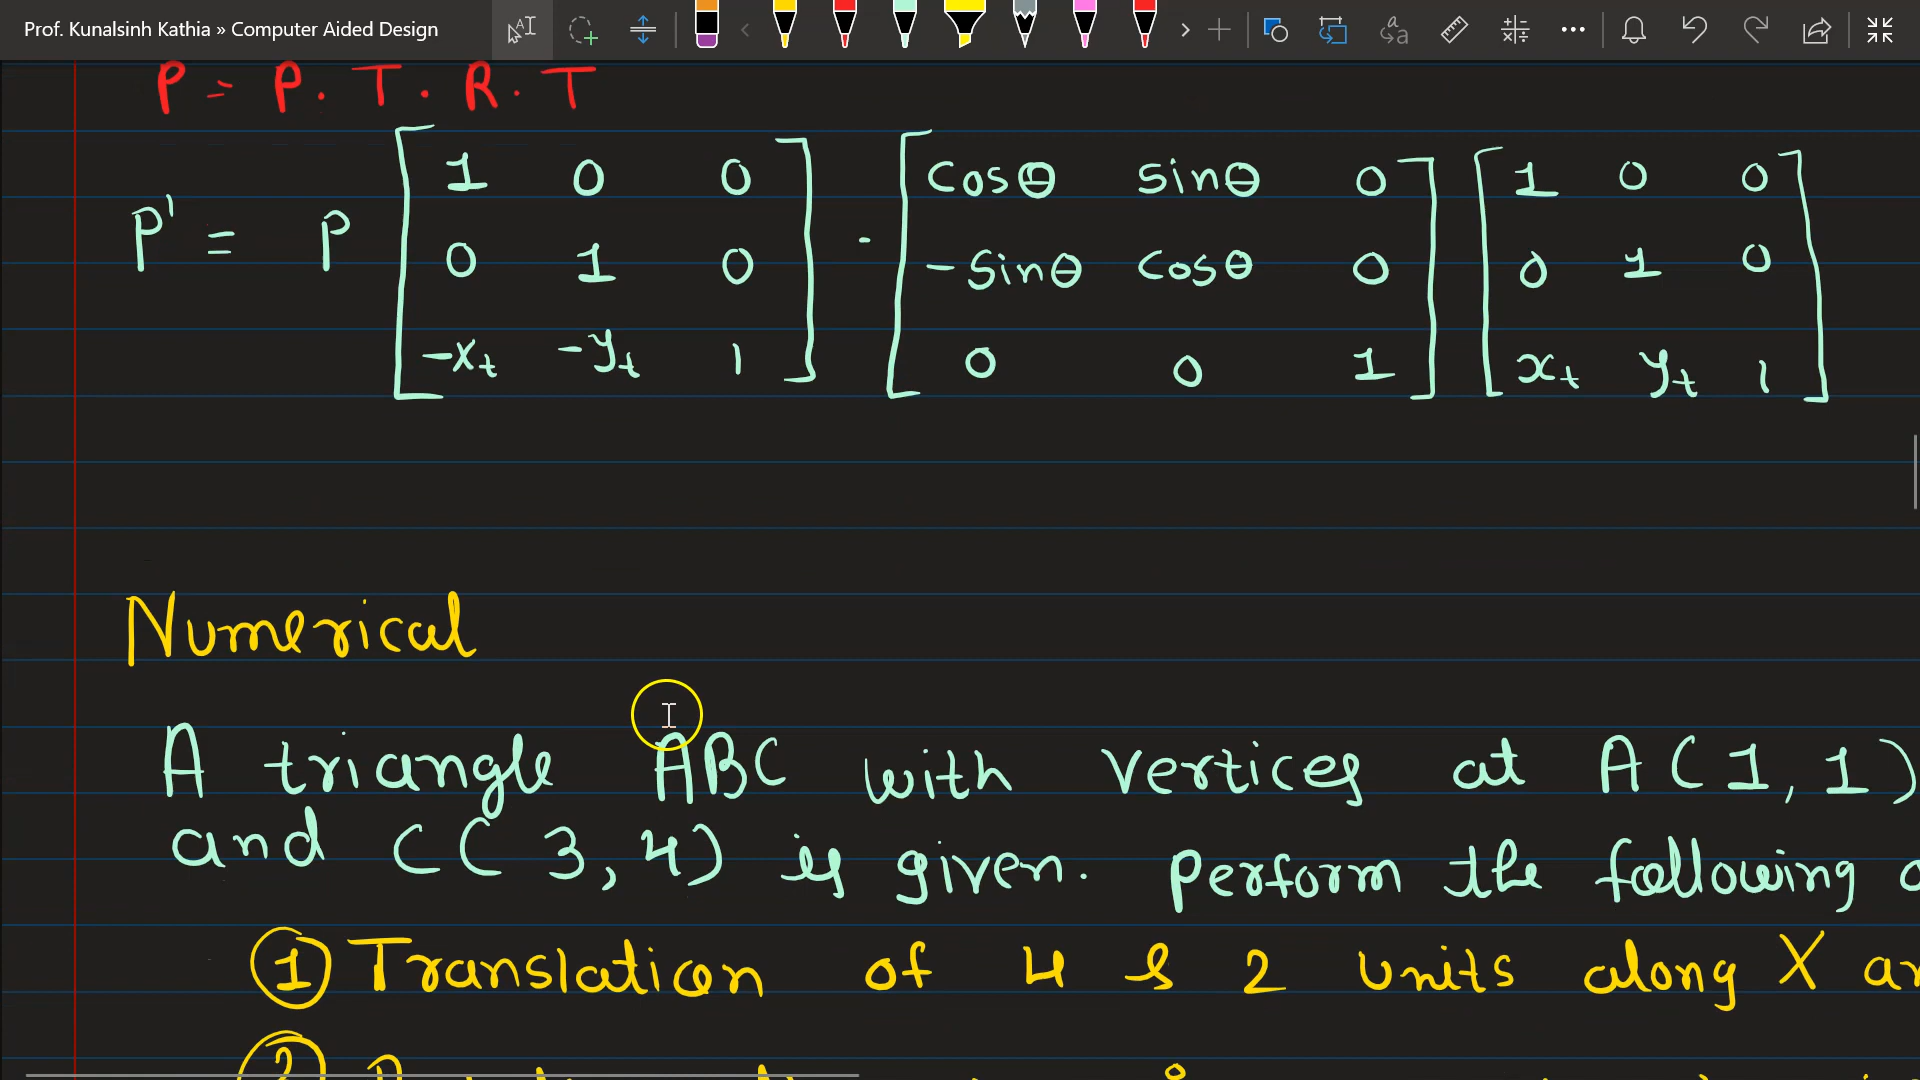 Prof. Kunalsinh Kathia » Computer Aided Design
P = P . T . R . T
P' = P [ 1 0 0 ] . [ cosθ sinθ 0 ] [ 1 0 0 ]
0 1 0 -sinθ cosθ 0 0 1 0
-xt -yt 1 0 0 1 xt yt 1
Numerical
A triangle ABC with vertices at A(1,1)
and C(3,4) is given. Perform the following
① Translation of 4 & 2 units along X
②